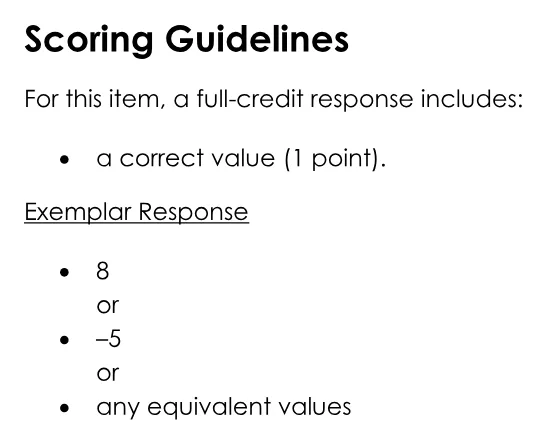 Scoring Guidelines
For this item, a full-credit response includes:
• a correct value (1 point).
Exemplar Response
• 8
or
• –5
or
• any equivalent values